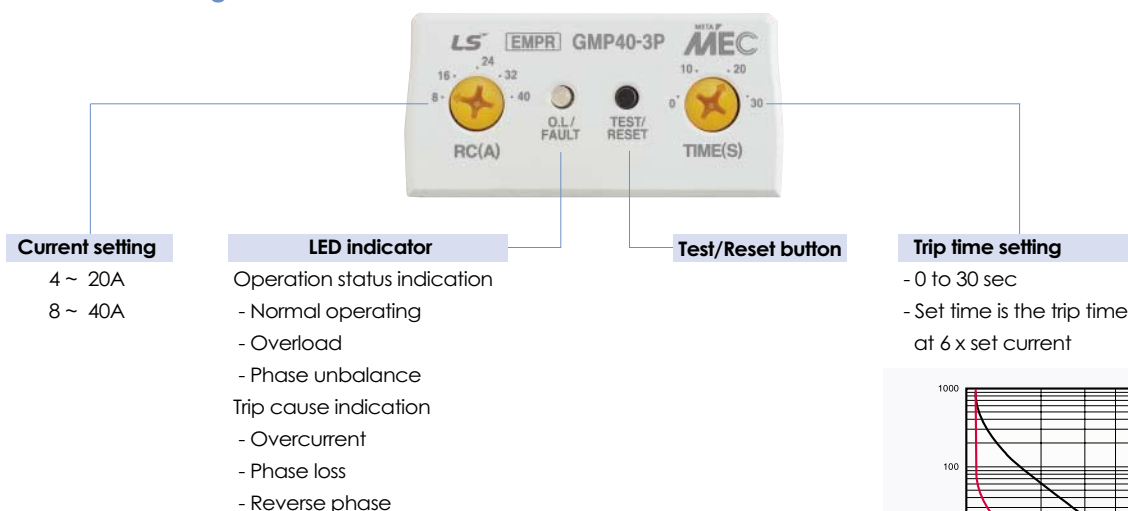 LS EMPR GMP40-3P META MEC
8 16 24 32 40
RC(A)
O.L/
FAULT
TEST/
RESET
0 10 20 30
TIME(S)
Current setting
4 ~ 20A
8 ~ 40A
LED indicator
Operation status indication
- Normal operating
- Overload
- Phase unbalance
Trip cause indication
- Overcurrent
- Phase loss
- Reverse phase
Test/Reset button
Trip time setting
- 0 to 30 sec
- Set time is the trip time
at 6 x set current
1000
100